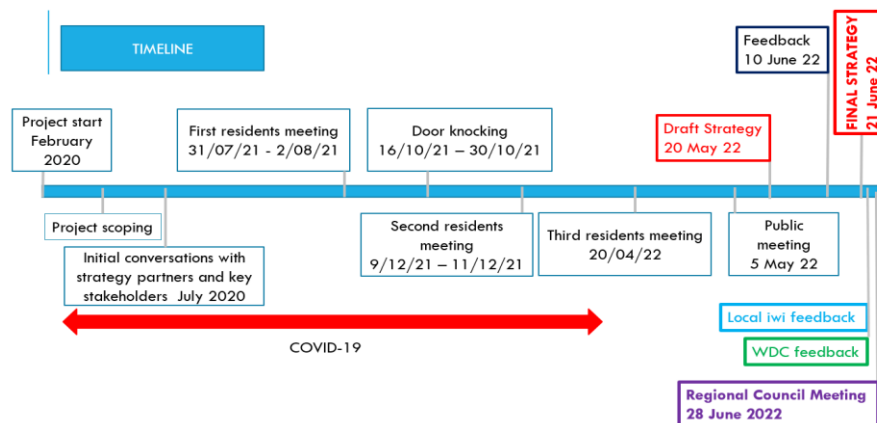 TIMELINE
Feedback
10 June 22
FINAL STRATEGY
21 June 22
Project start
February
2020
First residents meeting
31/07/21 - 2/08/21
Door knocking
16/10/21 – 30/10/21
Draft Strategy
20 May 22
Project scoping
Initial conversations with
strategy partners and key
stakeholders July 2020
Second residents
meeting
9/12/21 – 11/12/21
Third residents meeting
20/04/22
Public
meeting
5 May 22
Local iwi feedback
WDC feedback
COVID-19
Regional Council Meeting
28 June 2022